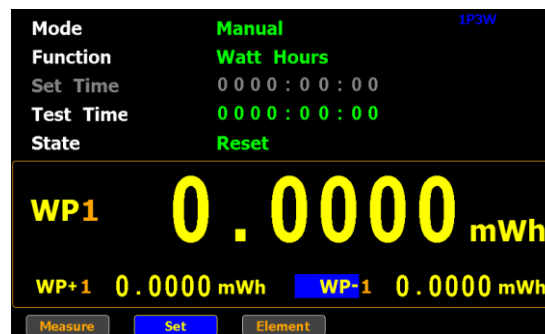 Mode Manual 1P3W
Function Watt Hours
Set Time 0000:00:00
Test Time 0000:00:00
State Reset
WP1 0.0000 mWh
WP+1 0.0000 mWh WP-1 0.0000 mWh
Measure Set Element